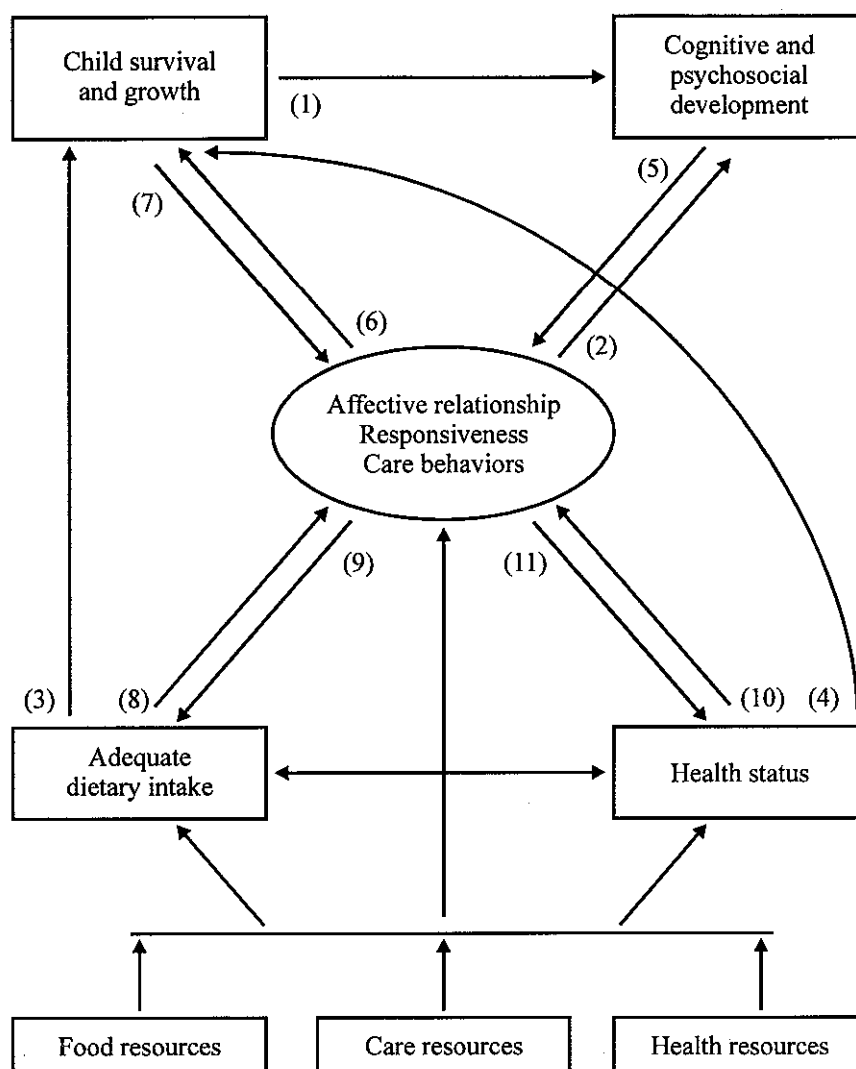 Child survival
and growth
Cognitive and
psychosocial
development
(1)
(5)
(7)
(6)
(2)
Affective relationship
Responsiveness
Care behaviors
(9)
(11)
(3)
(8)
(10)
(4)
Adequate
dietary intake
Health status
Food resources
Care resources
Health resources